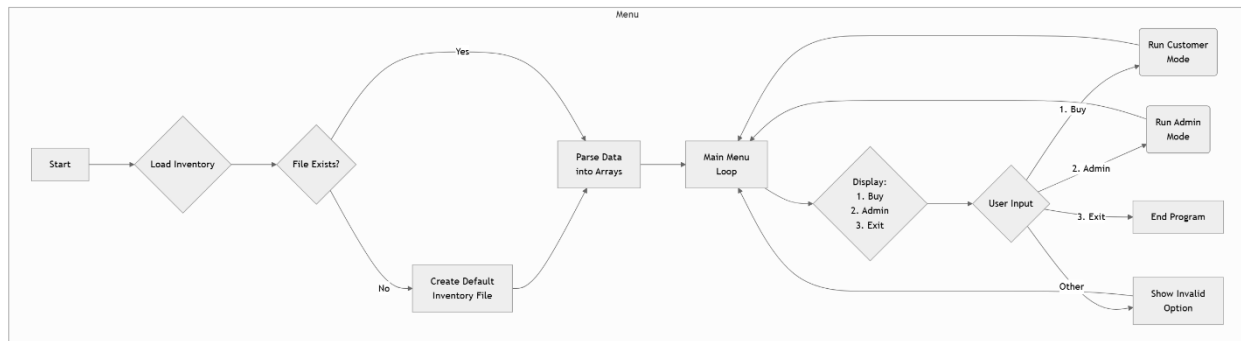 Menu
Start
Load Inventory
File Exists?
Yes
No
Create Default
Inventory File
Parse Data
into Arrays
Main Menu
Loop
Display:
1. Buy
2. Admin
3. Exit
User Input
1. Buy
2. Admin
3. Exit
Other
Run Customer
Mode
Run Admin
Mode
End Program
Show Invalid
Option